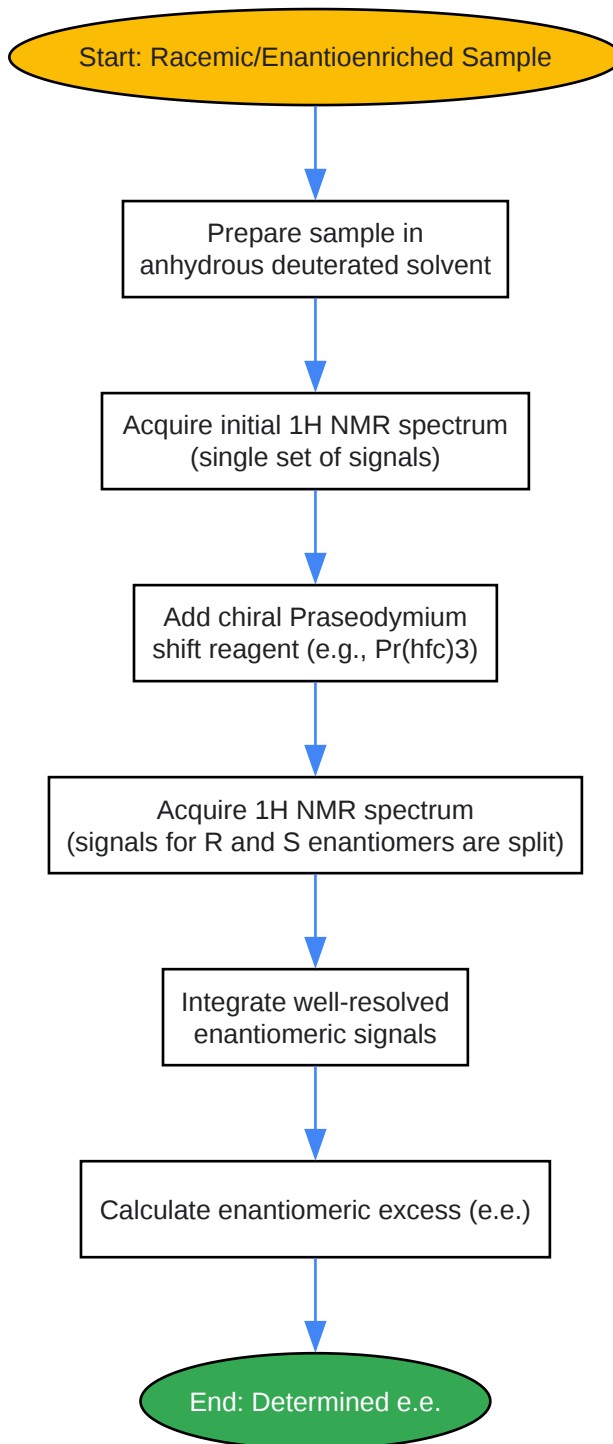 Start: Racemic/Enantioenriched Sample
Prepare sample in
anhydrous deuterated solvent
Acquire initial 1H NMR spectrum
(single set of signals)
Add chiral Praseodymium
shift reagent (e.g., Pr(hfc)3)
Acquire 1H NMR spectrum
(signals for R and S enantiomers are split)
Integrate well-resolved
enantiomeric signals
Calculate enantiomeric excess (e.e.)
End: Determined e.e.